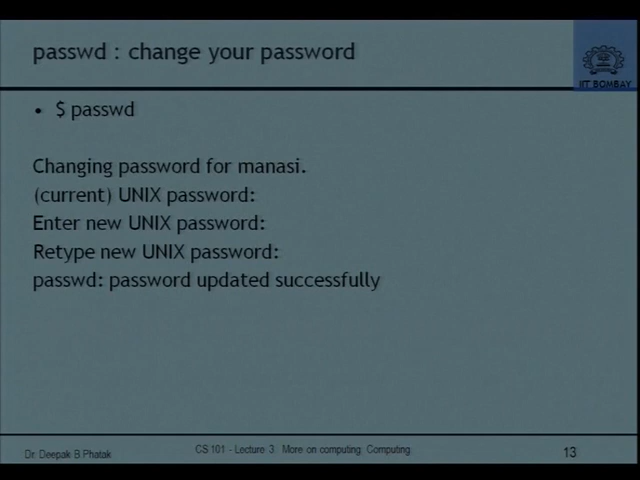 passwd : change your password
IIT BOMBAY
• $ passwd
Changing password for manasi.
(current) UNIX password:
Enter new UNIX password:
Retype new UNIX password:
passwd: password updated successfully
Dr. Deepak B Phatak
CS 101 - Lecture 3. More on computing Computing
13